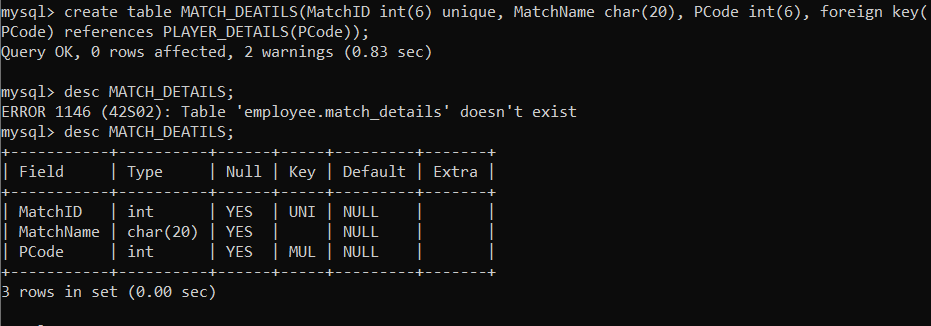 mysql> create table MATCH_DEATILS(MatchID int(6) unique, MatchName char(20), PCode int(6), foreign key(
PCode) references PLAYER_DETAILS(PCode));
Query OK, 0 rows affected, 2 warnings (0.83 sec)

mysql> desc MATCH_DETAILS;
ERROR 1146 (42S02): Table 'employee.match_details' doesn't exist
mysql> desc MATCH_DEATILS;
+-----------+----------+------+-----+---------+-------+
| Field     | Type     | Null | Key | Default | Extra |
+-----------+----------+------+-----+---------+-------+
| MatchID   | int      | YES  | UNI | NULL    |       |
| MatchName | char(20) | YES  |     | NULL    |       |
| PCode     | int      | YES  | MUL | NULL    |       |
+-----------+----------+------+-----+---------+-------+
3 rows in set (0.00 sec)